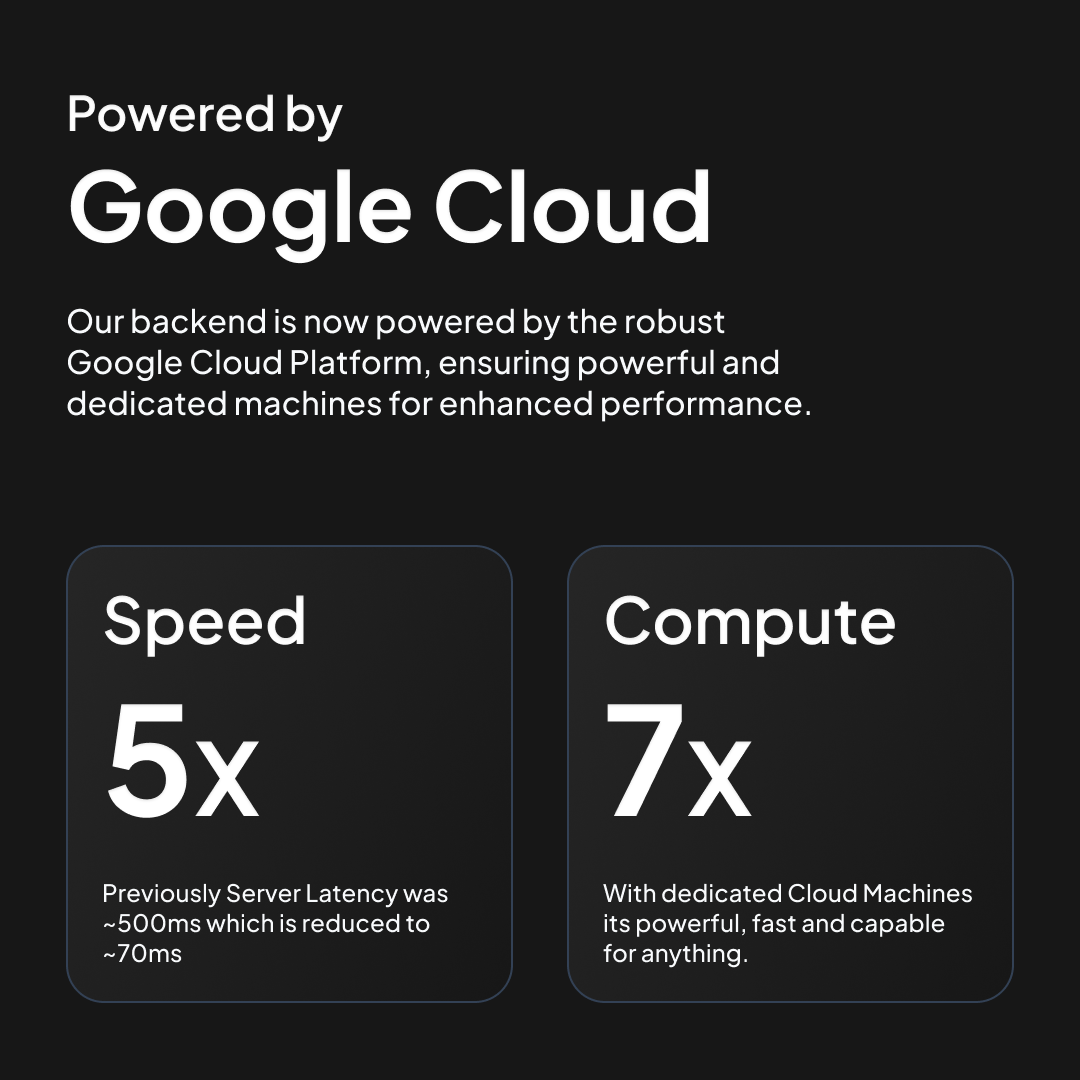 Powered by
Google Cloud
Our backend is now powered by the robust
Google Cloud Platform, ensuring powerful and
dedicated machines for enhanced performance.
Speed
5x
Previously Server Latency was
~500ms which is reduced to
~70ms
Compute
7x
With dedicated Cloud Machines
its powerful, fast and capable
for anything.